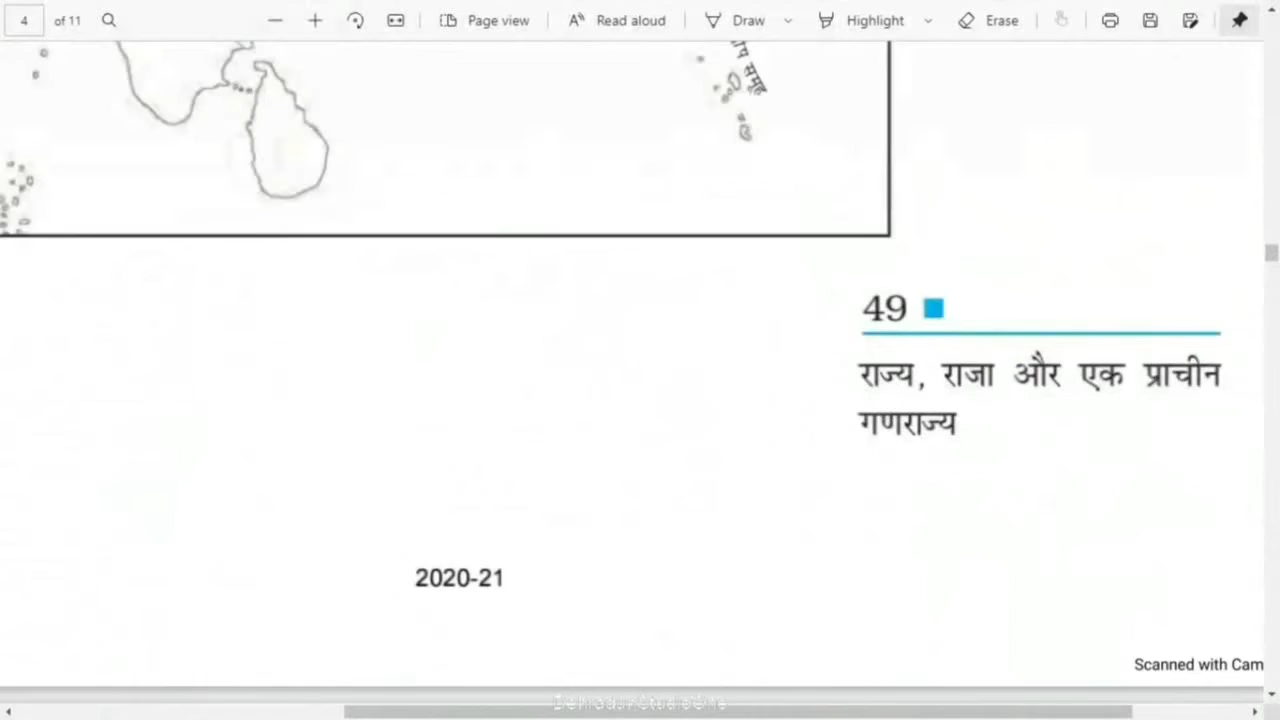 4 of 11 Page view Read aloud Draw Highlight Erase
समूह
49
राज्य, राजा और एक प्राचीन
गणराज्य
2020-21
Scanned with Cam